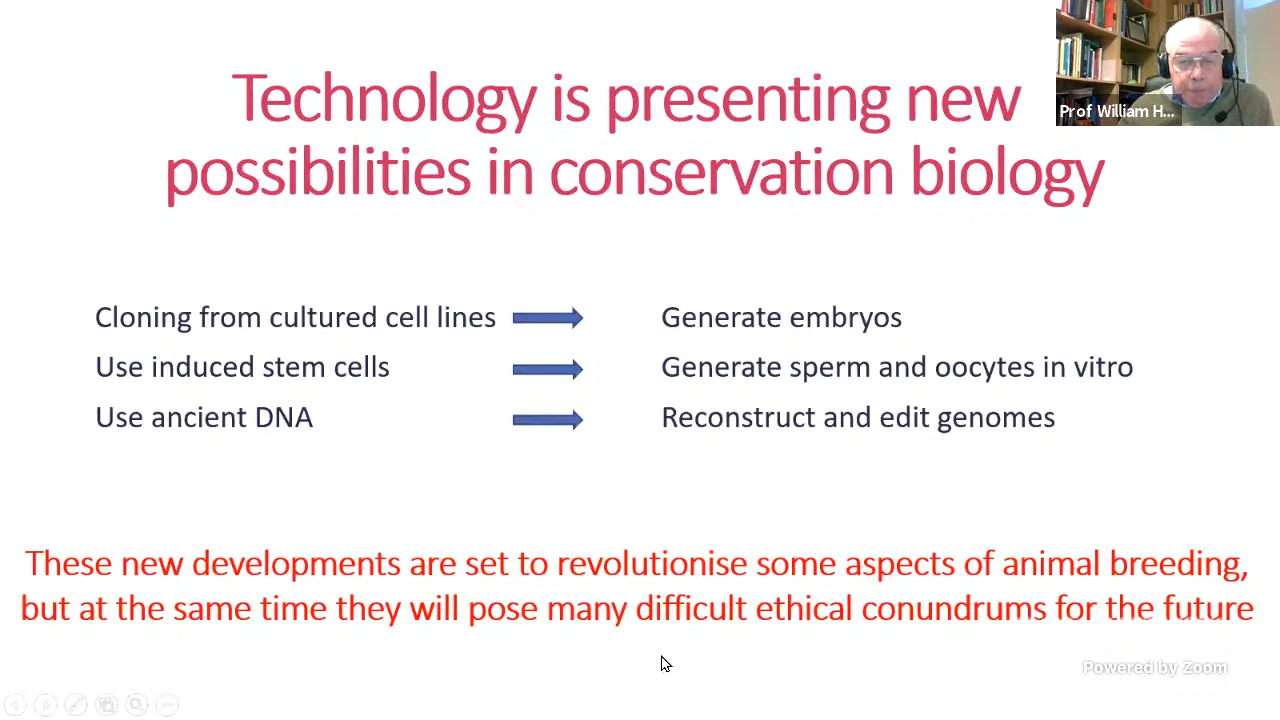 Technology is presenting new
possibilities in conservation biology
Prof William H...
Cloning from cultured cell lines Generate embryos
Use induced stem cells Generate sperm and oocytes in vitro
Use ancient DNA Reconstruct and edit genomes
These new developments are set to revolutionise some aspects of animal breeding,
but at the same time they will pose many difficult ethical conundrums for the future
Powered by Zoom